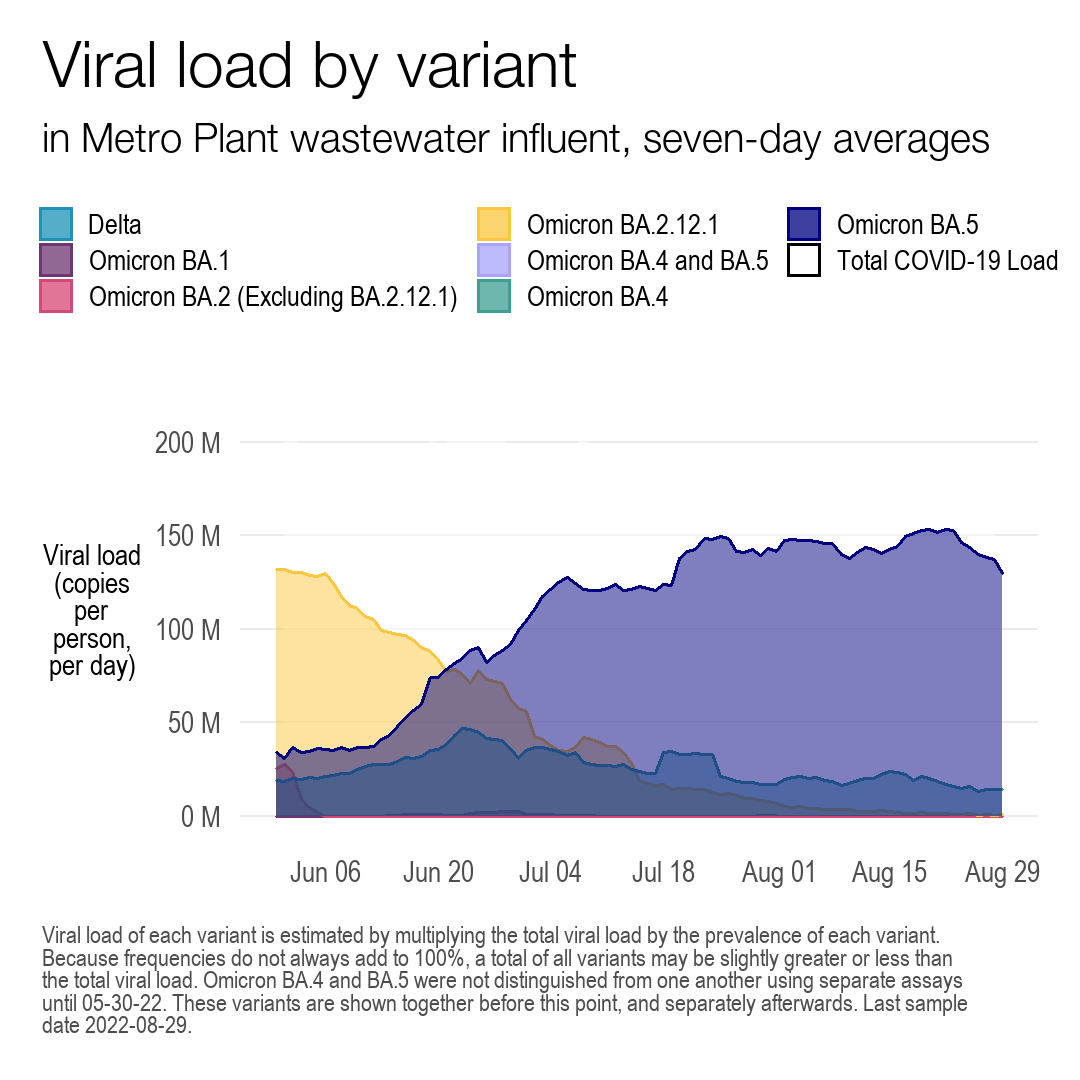 Viral load by variant
in Metro Plant wastewater influent, seven-day averages
Delta
Omicron BA.1
Omicron BA.2 (Excluding BA.2.12.1)
Omicron BA.2.12.1
Omicron BA.4 and BA.5
Omicron BA.4
Omicron BA.5
Total COVID-19 Load
Viral load
(copies
per
person,
per day)
200 M
150 M
100 M
50 M
0 M
Jun 06
Jun 20
Jul 04
Jul 18
Aug 01
Aug 15
Aug 29
Viral load of each variant is estimated by multiplying the total viral load by the prevalence of each variant.
Because frequencies do not always add to 100%, a total of all variants may be slightly greater or less than
the total viral load. Omicron BA.4 and BA.5 were not distinguished from one another using separate assays
until 05-30-22. These variants are shown together before this point, and separately afterwards. Last sample
date 2022-08-29.